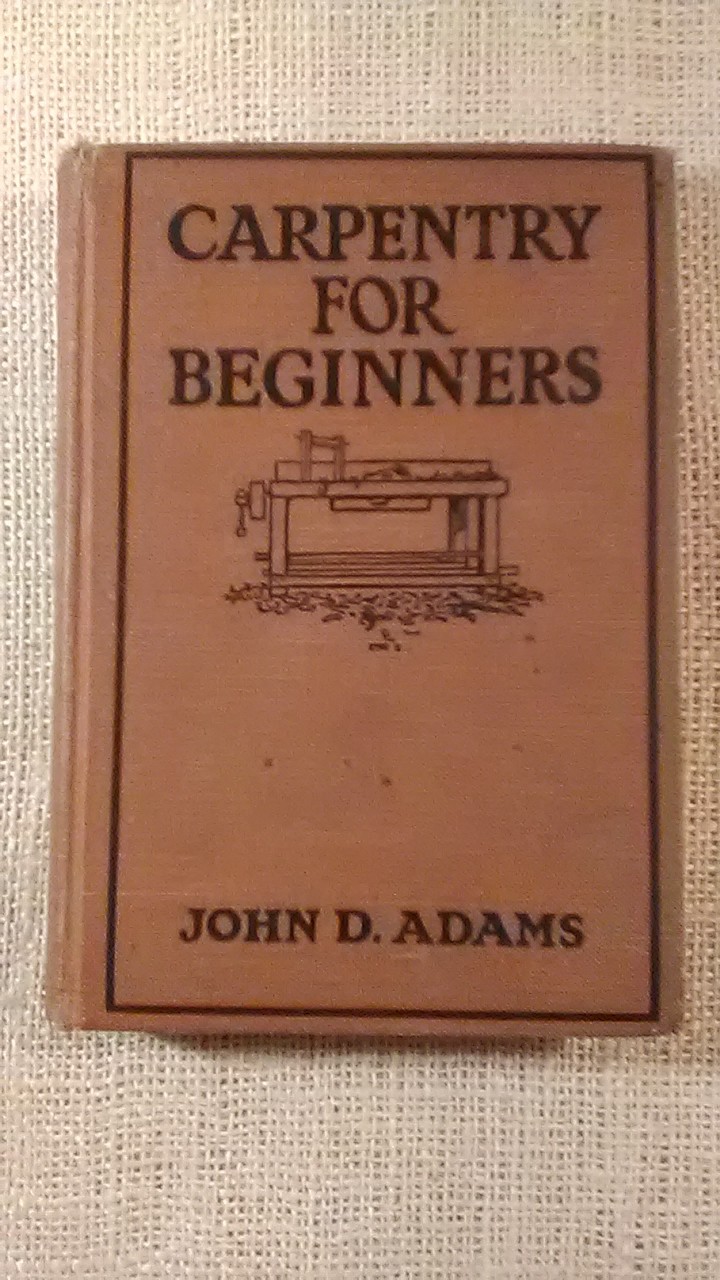 CARPENTRY
FOR
BEGINNERS
JOHN D. ADAMS